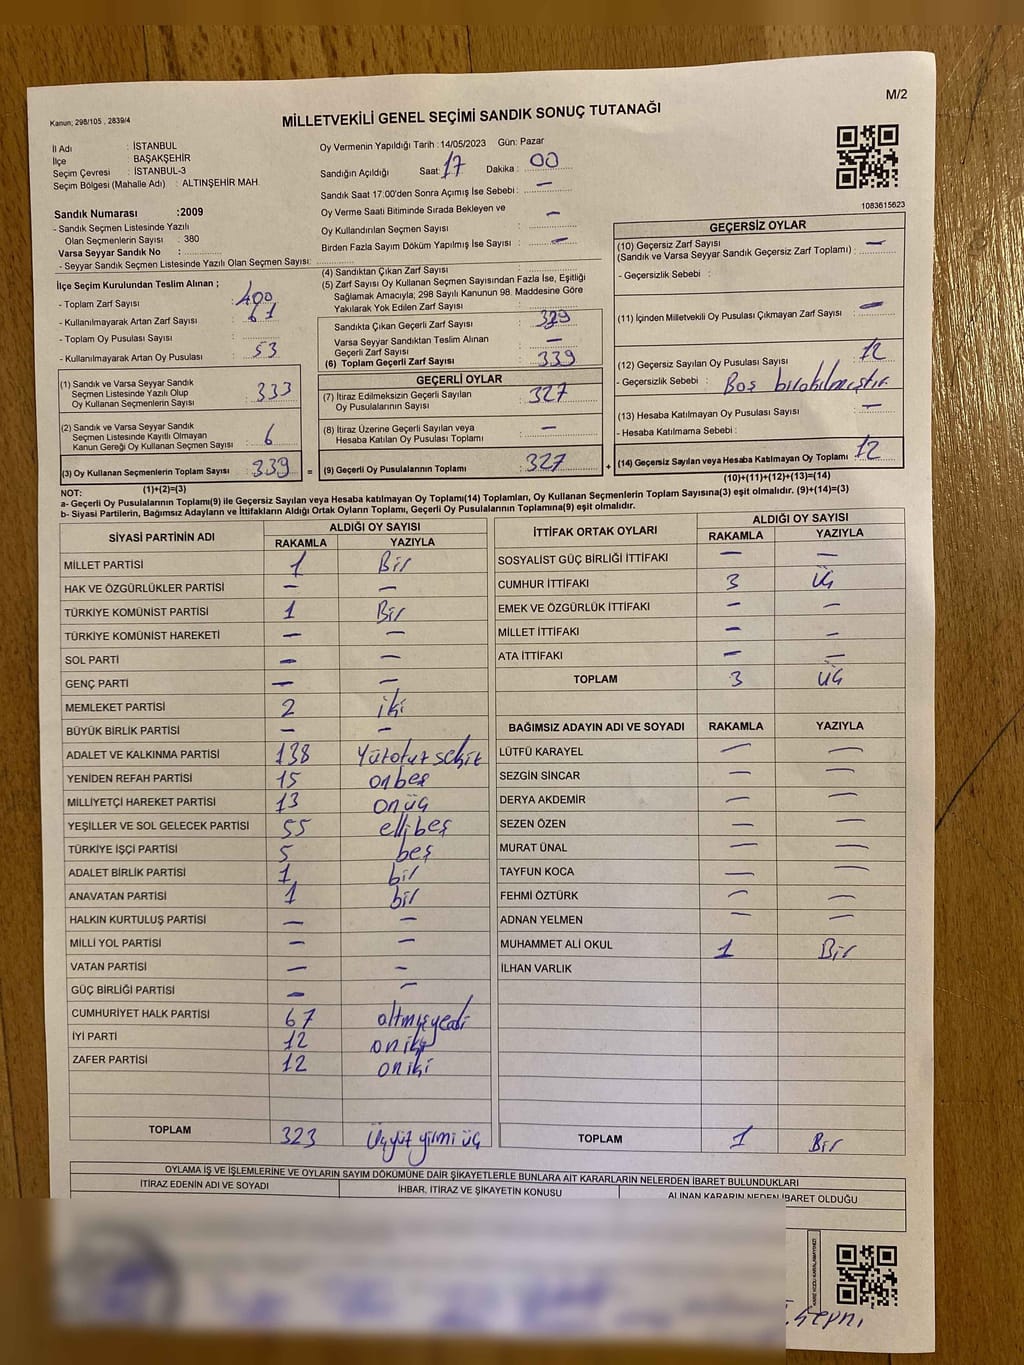 M/2
Kanun; 298/105 , 2839/4
MİLLETVEKİLİ GENEL SEÇİMİ SANDIK SONUÇ TUTANAĞI
İl Adı : İSTANBUL
İlçe : BAŞAKŞEHİR
Seçim Çevresi : İSTANBUL-3
Seçim Bölgesi (Mahalle Adı) : ALTINŞEHİR MAH.
Sandık Numarası :2009
- Sandık Seçmen Listesinde Yazılı
Olan Seçmenlerin Sayısı : 380
Varsa Seyyar Sandık No :
- Seyyar Sandık Seçmen Listesinde Yazılı Olan Seçmen Sayısı:
Oy Vermenin Yapıldığı Tarih :14/05/2023 Gün: Pazar
Sandığın Açıldığı Saat: 17 Dakika : 00
Sandık Saat 17:00'den Sonra Açımış İse Sebebi : —
Oy Verme Saati Bitiminde Sırada Bekleyen ve
Oy Kullandırılan Seçmen Sayısı : —
Birden Fazla Sayım Döküm Yapılmış İse Sayısı : —
1083615623
İlçe Seçim Kurulundan Teslim Alınan ;
- Toplam Zarf Sayısı : 400
- Kullanılmayarak Artan Zarf Sayısı : 61
- Toplam Oy Pusulası Sayısı :
- Kullanılmayarak Artan Oy Pusulası : 53
(1) Sandık ve Varsa Seyyar Sandık
Seçmen Listesinde Yazılı Olup
Oy Kullanan Seçmenlerin Sayısı : 333
(2) Sandık ve Varsa Seyyar Sandık
Seçmen Listesinde Kayıtlı Olmayan
Kanun Gereği Oy Kullanan Seçmen Sayısı : 6
(3) Oy Kullanan Seçmenlerin Toplam Sayısı : 339 =
(1)+(2)=(3)
(4) Sandıktan Çıkan Zarf Sayısı :
(5) Zarf Sayısı Oy Kullanan Seçmen Sayısından Fazla İse, Eşitliği
Sağlamak Amacıyla; 298 Sayılı Kanunun 98. Maddesine Göre
Yakılarak Yok Edilen Zarf Sayısı :
Sandıkta Çıkan Geçerli Zarf Sayısı : 339
Varsa Seyyar Sandıktan Teslim Alınan
Geçerli Zarf Sayısı : —
(6) Toplam Geçerli Zarf Sayısı : 339
GEÇERLİ OYLAR
(7) İtiraz Edilmeksizin Geçerli Sayılan
Oy Pusulalarının Sayısı : 327
(8) İtiraz Üzerine Geçerli Sayılan veya
Hesaba Katılan Oy Pusulası Toplamı : —
(9) Geçerli Oy Pusulalarının Toplamı : 327 +
GEÇERSİZ OYLAR
(10) Geçersiz Zarf Sayısı
(Sandık ve Varsa Seyyar Sandık Geçersiz Zarf Toplamı) : —
- Geçersizlik Sebebi :
(11) İçinden Milletvekili Oy Pusulası Çıkmayan Zarf Sayısı : —
(12) Geçersiz Sayılan Oy Pusulası Sayısı : 12
- Geçersizlik Sebebi : Boş bırakılmıştır.
(13) Hesaba Katılmayan Oy Pusulası Sayısı : —
- Hesaba Katılmama Sebebi :
(14) Geçersiz Sayılan veya Hesaba Katılmayan Oy Toplamı : 12
(10)+(11)+(12)+(13)=(14)
NOT:
a- Geçerli Oy Pusulaları Toplamı(9) ile Geçersiz Sayılan veya Hesaba katılmayan Oy Toplamı(14) Toplamları, Oy Kullanan Seçmenlerin Toplam Sayısına(3) eşit olmalıdır. (9)+(14)=(3)
b- Siyasi Partilerin, Bağımsız Adayların ve İttifakların Aldığı Ortak Oyların Toplamı, Geçerli Oy Pusulalarının Toplamına(9) eşit olmalıdır.
SİYASİ PARTİNİN ADI ALDIĞI OY SAYISI
RAKAMLA YAZIYLA
MİLLET PARTİSİ 1 Bir
HAK VE ÖZGÜRLÜKLER PARTİSİ — —
TÜRKİYE KOMÜNİST PARTİSİ 1 Bir
TÜRKİYE KOMÜNİST HAREKETİ — —
SOL PARTİ — —
GENÇ PARTİ — —
MEMLEKET PARTİSİ 2 iki
BÜYÜK BİRLİK PARTİSİ — —
ADALET VE KALKINMA PARTİSİ 138 Yüzotuz sekiz
YENİDEN REFAH PARTİSİ 15 onbeş
MİLLİYETÇİ HAREKET PARTİSİ 13 onüç
YEŞİLLER VE SOL GELECEK PARTİSİ 55 ellibeş
TÜRKİYE İŞÇİ PARTİSİ 5 beş
ADALET BİRLİK PARTİSİ 1 bir
ANAVATAN PARTİSİ 1 bir
HALKIN KURTULUŞ PARTİSİ — —
MİLLİ YOL PARTİSİ — —
VATAN PARTİSİ — —
GÜÇ BİRLİĞİ PARTİSİ — —
CUMHURİYET HALK PARTİSİ 67 altmışyedi
İYİ PARTİ 12 oniki
ZAFER PARTİSİ 12 oniki
TOPLAM 323 Üçyüz yirmi üç
İTTİFAK ORTAK OYLARI ALDIĞI OY SAYISI
RAKAMLA YAZIYLA
SOSYALİST GÜÇ BİRLİĞİ İTTİFAKI — —
CUMHUR İTTİFAKI 3 Üç
EMEK VE ÖZGÜRLÜK İTTİFAKI — —
MİLLET İTTİFAKI — —
ATA İTTİFAKI — —
TOPLAM 3 Üç
BAĞIMSIZ ADAYIN ADI VE SOYADI RAKAMLA YAZIYLA
LÜTFÜ KARAYEL — —
SEZGİN SİNCAR — —
DERYA AKDEMİR — —
SEZEN ÖZEN — —
MURAT ÜNAL — —
TAYFUN KOCA — —
FEHMİ ÖZTÜRK — —
ADNAN YELMEN — —
MUHAMMET ALİ OKUL 1 Bir
İLHAN VARLIK
TOPLAM 1 Bir
OYLAMA İŞ VE İŞLEMLERİNE VE OYLARIN SAYIM DÖKÜMÜNE DAİR ŞİKAYETLERLE BUNLARA AİT KARARLARIN NELERDEN İBARET BULUNDUKLARI
İTİRAZ EDENİN ADI VE SOYADI İHBAR, İTİRAZ VE ŞİKAYETİN KONUSU ALINAN KARARIN NEDEN İBARET OLDUĞU